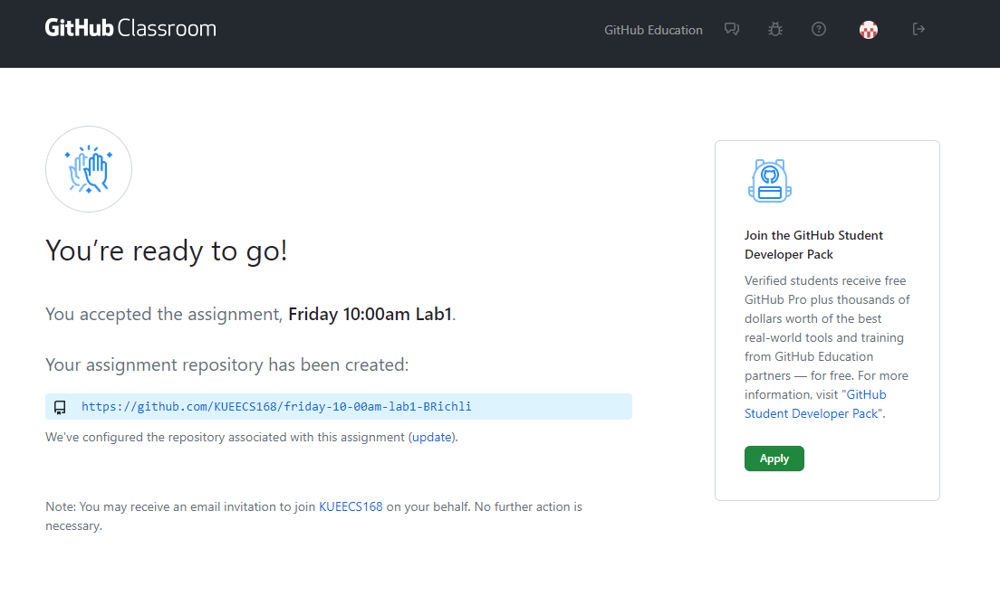 GitHub Classroom
GitHub Education
You’re ready to go!
You accepted the assignment, Friday 10:00am Lab1.
Your assignment repository has been created:
https://github.com/KUEECS168/friday-10-00am-lab1-BRichli
We've configured the repository associated with this assignment (update).
Note: You may receive an email invitation to join KUEECS168 on your behalf. No further action is
necessary.
Join the GitHub Student
Developer Pack
Verified students receive free
GitHub Pro plus thousands of
dollars worth of the best
real-world tools and training
from GitHub Education
partners — for free. For more
information, visit "GitHub
Student Developer Pack".
Apply